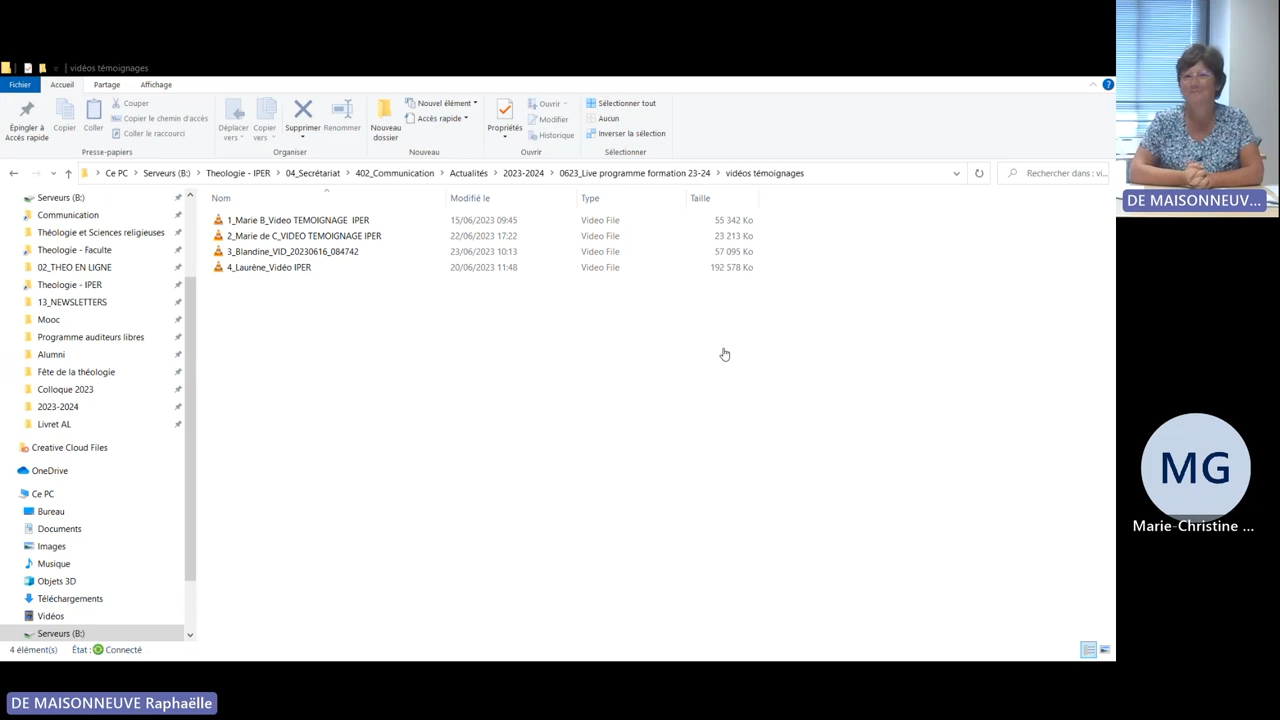 vidéos témoignages
Fichier Accueil Partage Affichage
Épingler à Accès rapide
Copier
Coller
Couper
Copier le chemin d'accès
Coller le raccourci
Presse-papiers
Déplacer vers
Copier vers
Supprimer
Renommer
Organiser
Nouveau dossier
Nouvel élément
Accès rapide
Nouveau
Propriétés
Ouvrir
Modifier
Historique
Ouvrir
Sélectionner tout
Aucun
Inverser la sélection
Sélectionner
Ce PC > Serveurs (B:) > Theologie - IPER > 04_Secrétariat > 402_Communication > Actualités > 2023-2024 > 0623_Live programme formation 23-24 > vidéos témoignages
Rechercher dans : vi...
Serveurs (B:)
Communication
Théologie et Sciences religieuses
Theologie - Faculte
02_THEO EN LIGNE
Theologie - IPER
13_NEWSLETTERS
Mooc
Programme auditeurs libres
Alumni
Fête de la théologie
Colloque 2023
2023-2024
Livret AL
Creative Cloud Files
OneDrive
Ce PC
Bureau
Documents
Images
Musique
Objets 3D
Téléchargements
Vidéos
Serveurs (B:)
Nom Modifié le Type Taille
1_Marie B_Video TEMOIGNAGE IPER 15/06/2023 09:45 Video File 55 342 Ko
2_Marie de C_VIDEO TEMOIGNAGE IPER 22/06/2023 17:22 Video File 23 213 Ko
3_Blandine_VID_20230616_084742 23/06/2023 10:13 Video File 57 095 Ko
4_Laurène_Vidéo IPER 20/06/2023 11:48 Video File 192 578 Ko
4 élément(s) État : Connecté
DE MAISONNEUV...
MG
Marie-Christine ...
DE MAISONNEUVE Raphaëlle